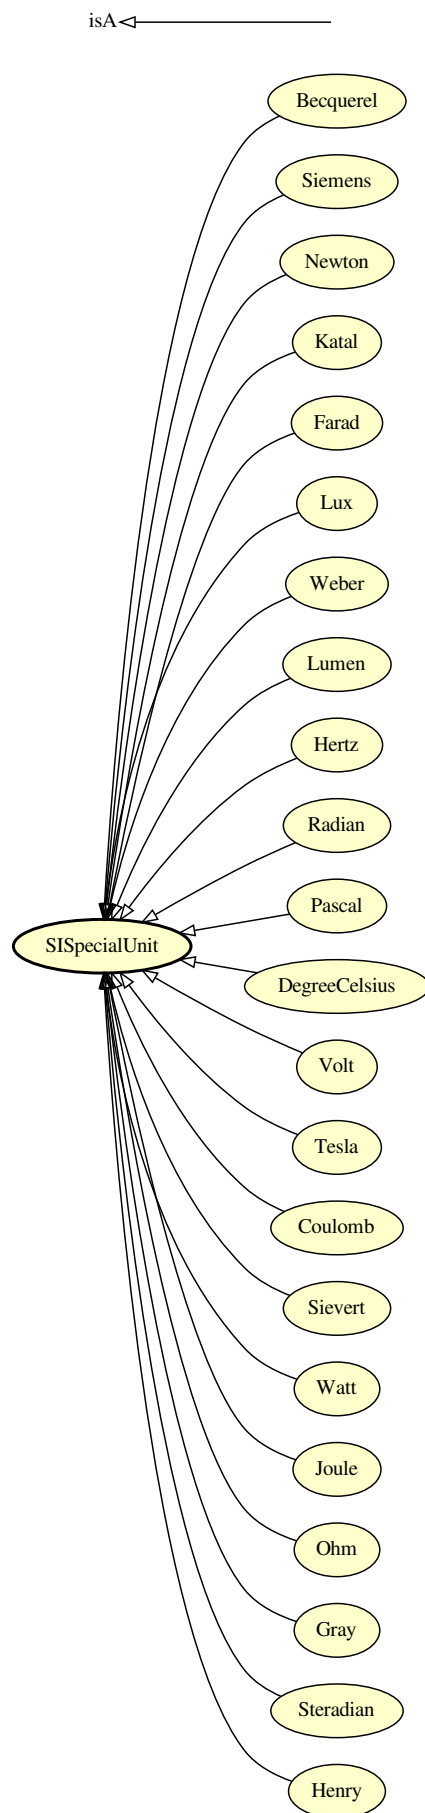 isA
Becquerel
Siemens
Newton
Katal
Farad
Lux
Weber
Lumen
Hertz
Radian
Pascal
SISpecialUnit
DegreeCelsius
Volt
Tesla
Coulomb
Sievert
Watt
Joule
Ohm
Gray
Steradian
Henry